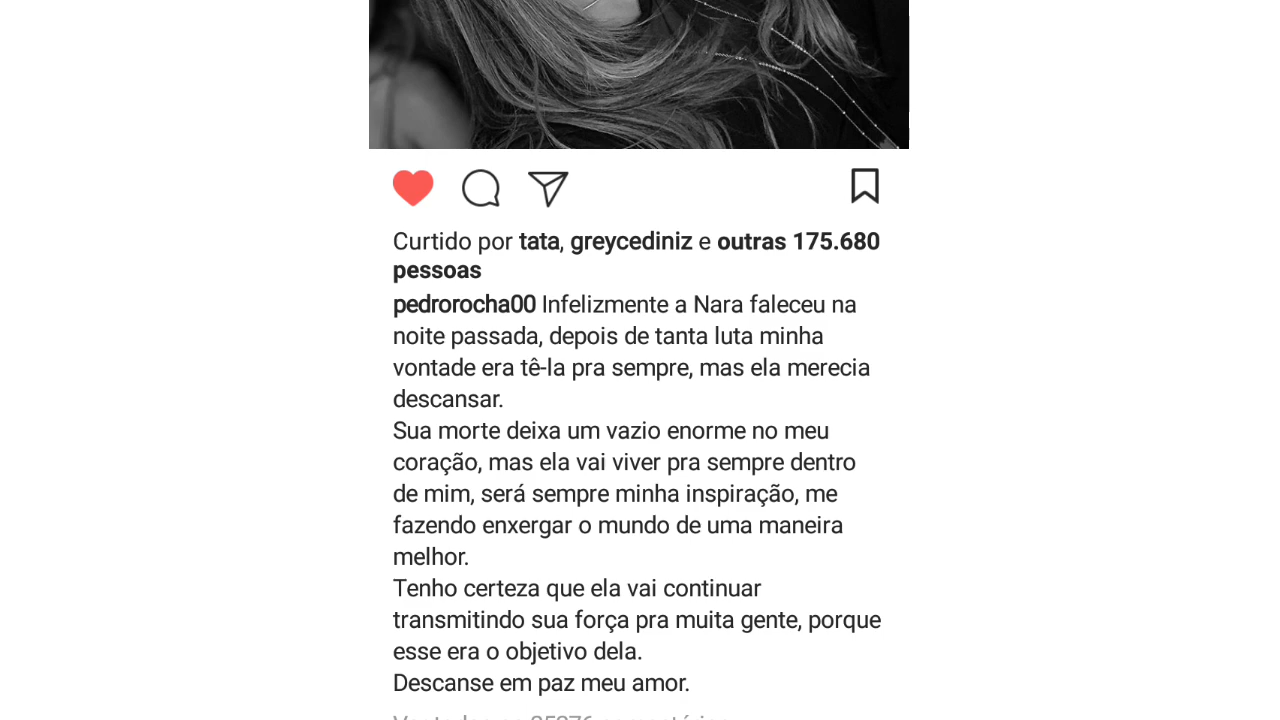 Curtido por tata, greycediniz e outras 175.680
pessoas
pedrorocha00 Infelizmente a Nara faleceu na
noite passada, depois de tanta luta minha
vontade era tê-la pra sempre, mas ela merecia
descansar.
Sua morte deixa um vazio enorme no meu
coração, mas ela vai viver pra sempre dentro
de mim, será sempre minha inspiração, me
fazendo enxergar o mundo de uma maneira
melhor.
Tenho certeza que ela vai continuar
transmitindo sua força pra muita gente, porque
esse era o objetivo dela.
Descanse em paz meu amor.